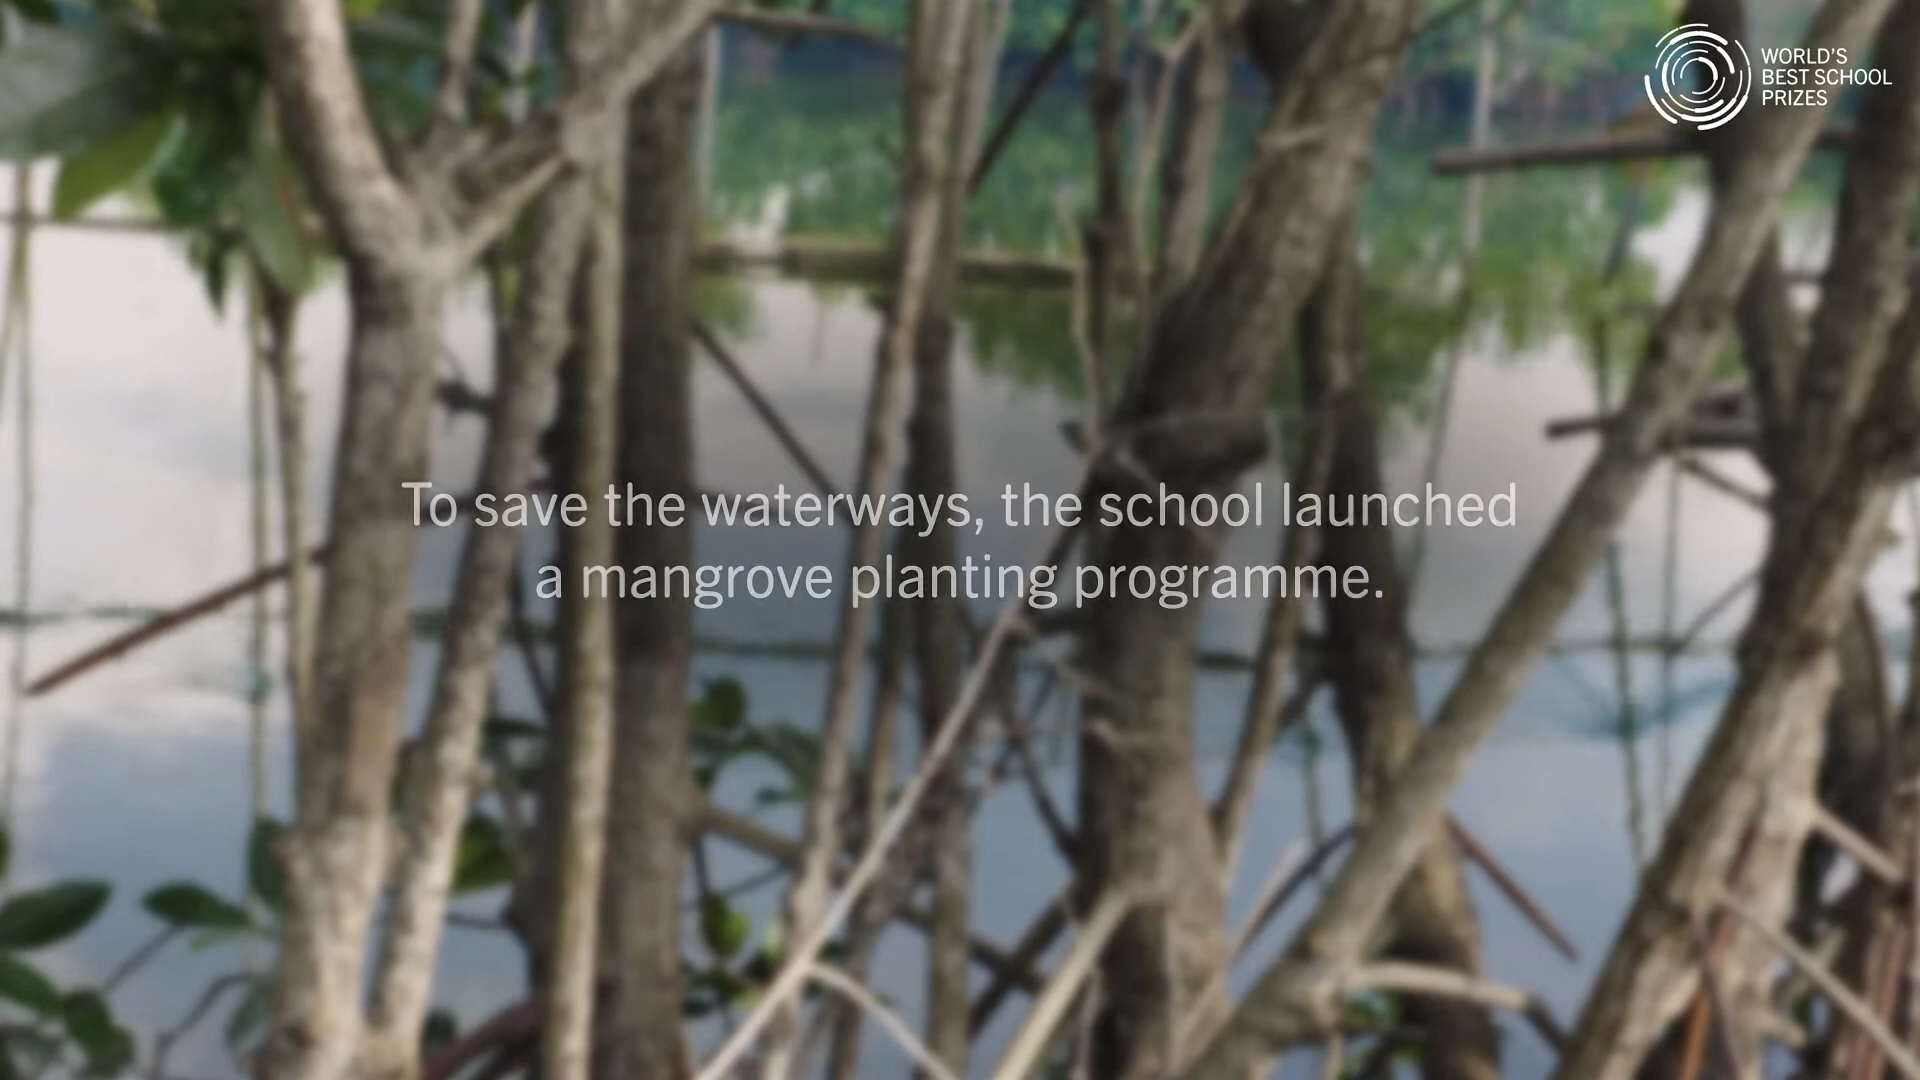 WORLD'S
BEST SCHOOL
PRIZES
To save the waterways, the school launched
a mangrove planting programme.